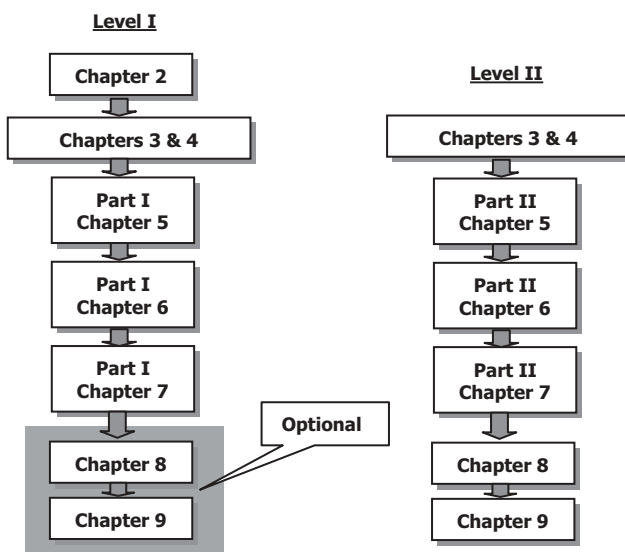 Level I
Chapter 2
Chapters 3 & 4
Part I
Chapter 5
Part I
Chapter 6
Part I
Chapter 7
Optional
Chapter 8
Chapter 9
Level II
Chapters 3 & 4
Part II
Chapter 5
Part II
Chapter 6
Part II
Chapter 7
Chapter 8
Chapter 9